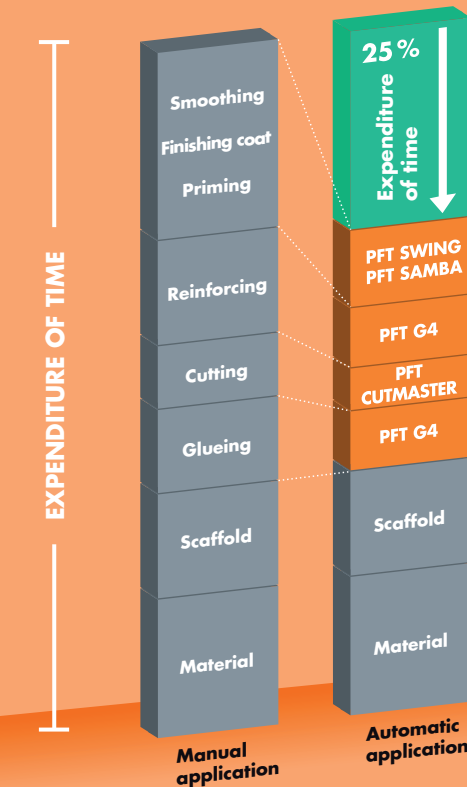 EXPENDITURE OF TIME
Smoothing
Finishing coat
Priming
Reinforcing
Cutting
Glueing
Scaffold
Material
Manual
application
25 %
Expenditure
of time
PFT SWING
PFT SAMBA
PFT G4
PFT
CUTMASTER
PFT G4
Scaffold
Material
Automatic
application